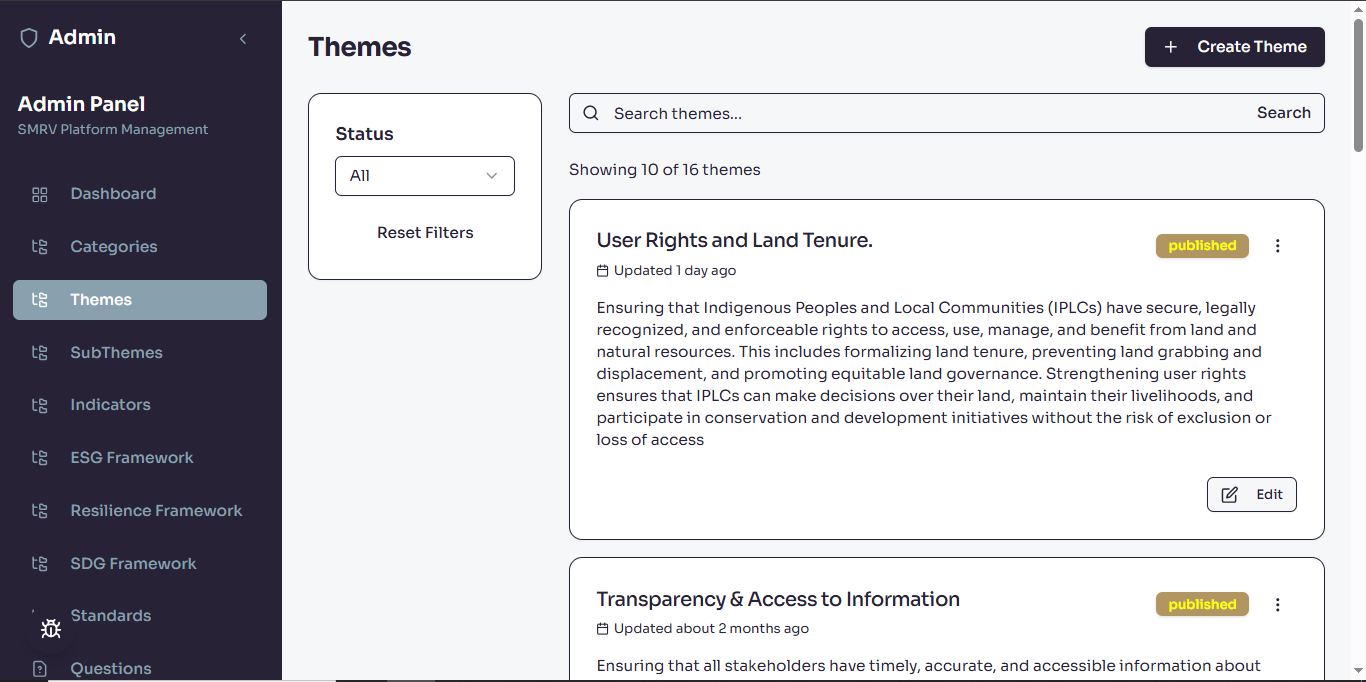 Admin
Admin Panel
SMRV Platform Management
Dashboard
Categories
Themes
SubThemes
Indicators
ESG Framework
Resilience Framework
SDG Framework
Standards
Questions
Themes
Create Theme
Status
All
Reset Filters
Search themes...
Search
Showing 10 of 16 themes
User Rights and Land Tenure.
published
Updated 1 day ago
Ensuring that Indigenous Peoples and Local Communities (IPLCs) have secure, legally
recognized, and enforceable rights to access, use, manage, and benefit from land and
natural resources. This includes formalizing land tenure, preventing land grabbing and
displacement, and promoting equitable land governance. Strengthening user rights
ensures that IPLCs can make decisions over their land, maintain their livelihoods, and
participate in conservation and development initiatives without the risk of exclusion or
loss of access
Edit
Transparency & Access to Information
published
Updated about 2 months ago
Ensuring that all stakeholders have timely, accurate, and accessible information about